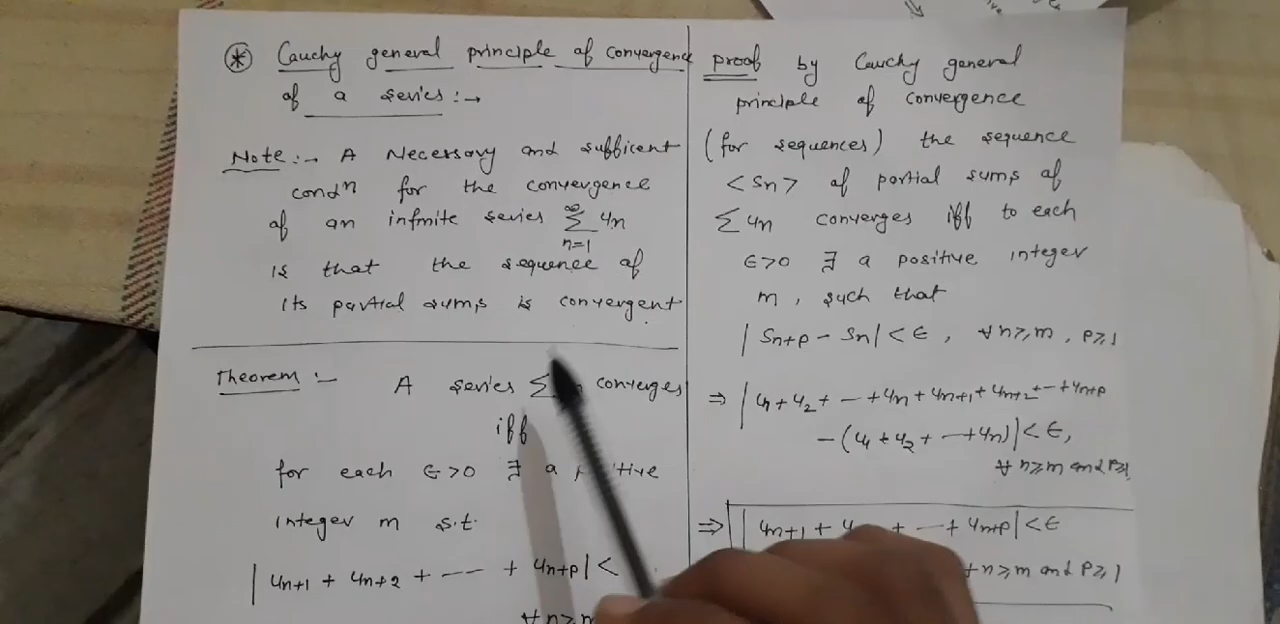 * Cauchy general principle of convergence
of a series:→
Note:→ A Necessary and sufficent
condⁿ for the convergence
of an infnite series ∑_{n=1}^{∞} un
is that the sequence of
its partial sums is convergent.
Theorem:- A series ∑ converges
iff
for each ϵ>0 ∃ a
integer m s.t.
| un+1 + un+2 + --- + un+p | <
∀ n≥m
proof by Cauchy general
principle of convergence
(for sequences) the sequence
<Sn> of partial sums of
∑ un converges iff to each
ϵ>0 ∃ a positive integer
m, such that
| Sn+p - Sn | < ϵ, ∀ n≥m, p≥1
⇒ | u1 + u2 + --- + un + un+1 + un+2 + --- + un+p
- (u1 + u2 + --- + un) | < ϵ,
∀ n≥m and p≥1
⇒ | un+1 + + --- + un+p | < ϵ
∀ n≥m and p≥1